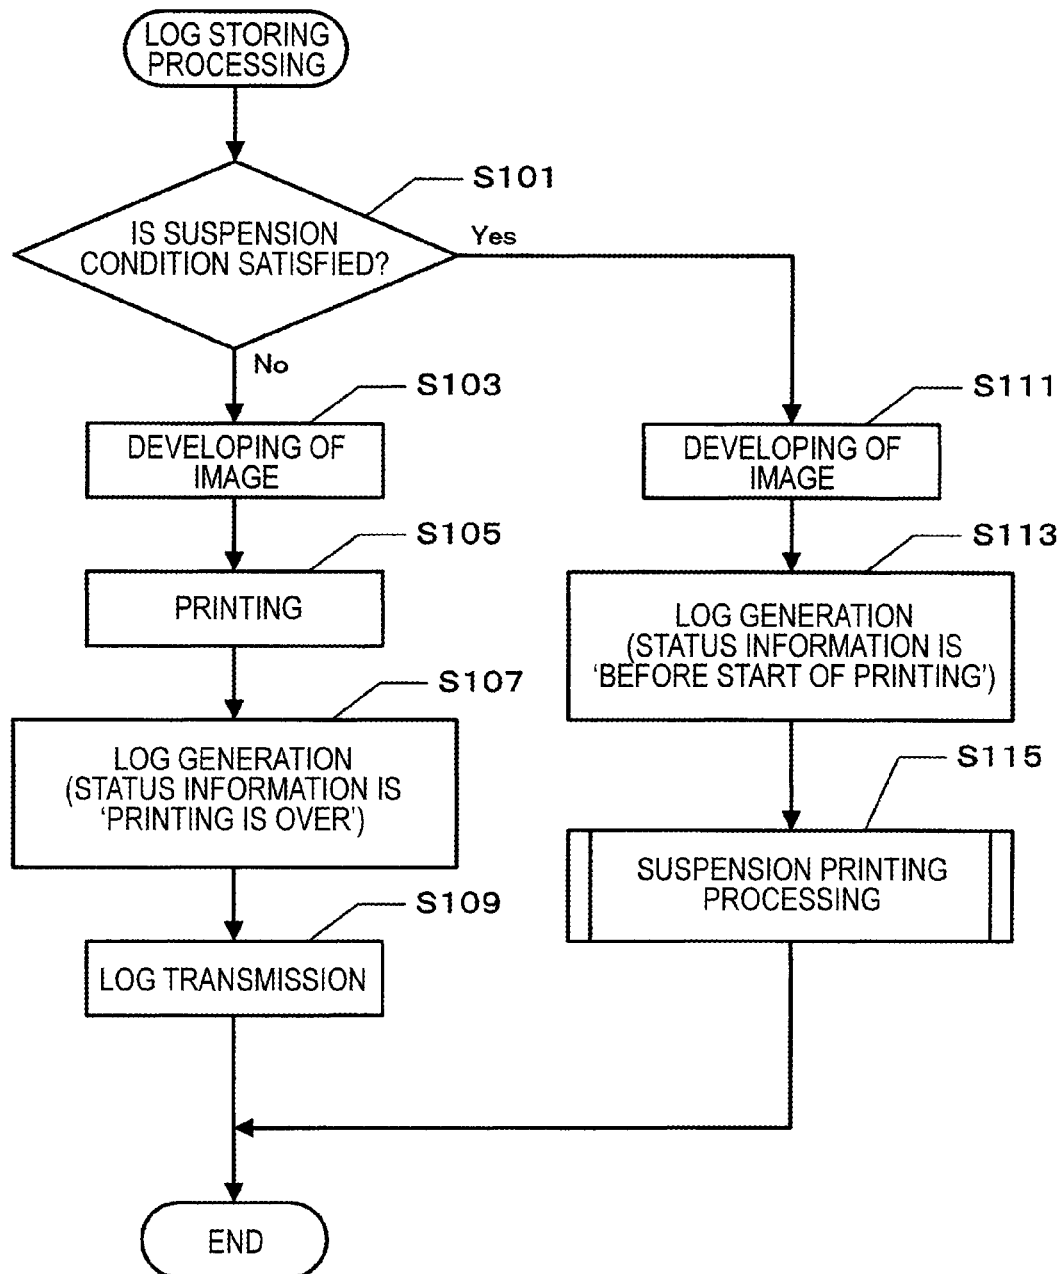 LOG STORING
PROCESSING
S101
IS SUSPENSION
CONDITION SATISFIED?
Yes
No
S103
DEVELOPING OF
IMAGE
S105
PRINTING
S107
LOG GENERATION
(STATUS INFORMATION IS
‘PRINTING IS OVER’)
S109
LOG TRANSMISSION
S111
DEVELOPING OF
IMAGE
S113
LOG GENERATION
(STATUS INFORMATION IS
‘BEFORE START OF PRINTING’)
S115
SUSPENSION PRINTING
PROCESSING
END